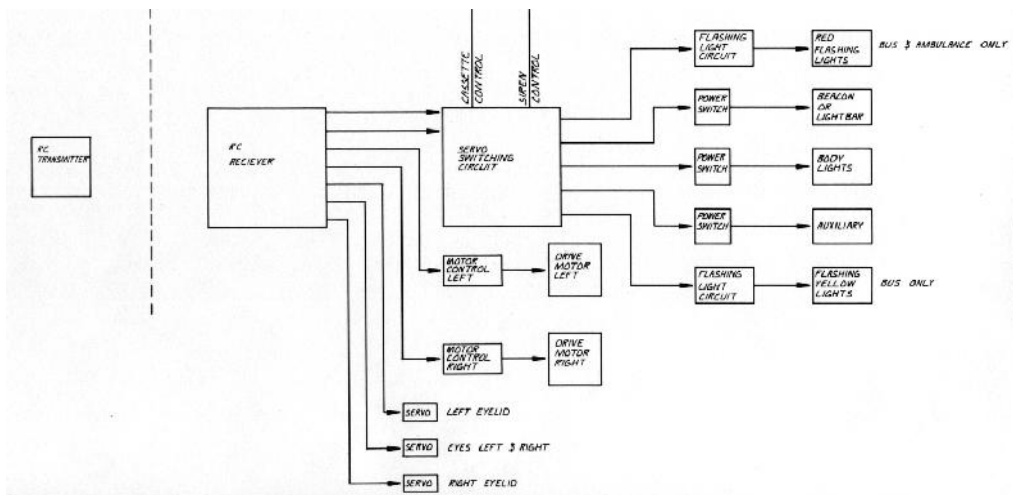 CASSETTE
CONTROL
SIREN
CONTROL
FLASHING
LIGHT
CIRCUIT
RED
FLASHING
LIGHTS
BUS & AMBULANCE ONLY
POWER
SWITCH
BEACON
OR
LIGHTBAR
RC
TRANSMITTER
RC
RECIEVER
SERVO
SWITCHING
CIRCUIT
POWER
SWITCH
BODY
LIGHTS
POWER
SWITCH
AUXILIARY
MOTOR
CONTROL
LEFT
DRIVE
MOTOR
LEFT
FLASHING
LIGHT
CIRCUIT
FLASHING
YELLOW
LIGHTS
BUS ONLY
MOTOR
CONTROL
RIGHT
DRIVE
MOTOR
RIGHT
SERVO LEFT EYELID
SERVO EYES LEFT & RIGHT
SERVO RIGHT EYELID